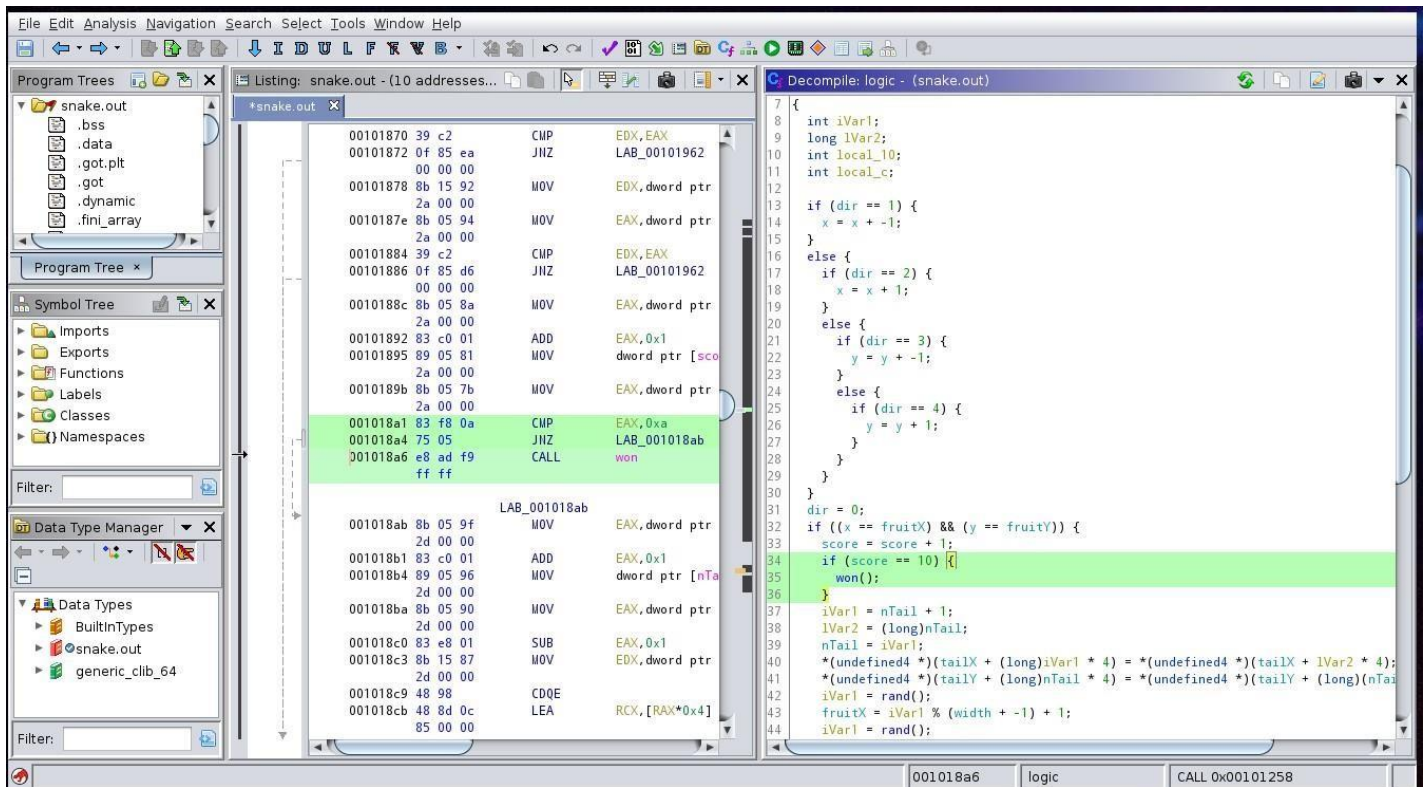 File Edit Analysis Navigation Search Select Tools Window Help
I D U L F B
Program Trees
snake.out
.bss
.data
.got.plt
.got
.dynamic
.fini_array
Program Tree ×
Symbol Tree
Imports
Exports
Functions
Labels
Classes
Namespaces
Filter:
Data Type Manager
Data Types
BuiltInTypes
snake.out
generic_clib_64
Filter:
Listing: snake.out - (10 addresses...
*snake.out
00101870 39 c2 CMP EDX,EAX
00101872 0f 85 ea JNZ LAB_00101962
00 00 00
00101878 8b 15 92 MOV EDX,dword ptr
2a 00 00
0010187e 8b 05 94 MOV EAX,dword ptr
2a 00 00
00101884 39 c2 CMP EDX,EAX
00101886 0f 85 d6 JNZ LAB_00101962
00 00 00
0010188c 8b 05 8a MOV EAX,dword ptr
2a 00 00
00101892 83 c0 01 ADD EAX,0x1
00101895 89 05 81 MOV dword ptr [sco
2a 00 00
0010189b 8b 05 7b MOV EAX,dword ptr
2a 00 00
001018a1 83 f8 0a CMP EAX,0xa
001018a4 75 05 JNZ LAB_001018ab
001018a6 e8 ad f9 CALL won
ff ff
LAB_001018ab
001018ab 8b 05 9f MOV EAX,dword ptr
2d 00 00
001018b1 83 c0 01 ADD EAX,0x1
001018b4 89 05 96 MOV dword ptr [nTa
2d 00 00
001018ba 8b 05 90 MOV EAX,dword ptr
2d 00 00
001018c0 83 e8 01 SUB EAX,0x1
001018c3 8b 15 87 MOV EDX,dword ptr
2d 00 00
001018c9 48 98 CDQE
001018cb 48 8d 0c LEA RCX,[RAX*0x4]
85 00 00
Decompile: logic - (snake.out)
7 {
8 int iVar1;
9 long lVar2;
10 int local_10;
11 int local_c;
12
13 if (dir == 1) {
14 x = x + -1;
15 }
16 else {
17 if (dir == 2) {
18 x = x + 1;
19 }
20 else {
21 if (dir == 3) {
22 y = y + -1;
23 }
24 else {
25 if (dir == 4) {
26 y = y + 1;
27 }
28 }
29 }
30 }
31 dir = 0;
32 if ((x == fruitX) && (y == fruitY)) {
33 score = score + 1;
34 if (score == 10) {
35 won();
36 }
37 iVar1 = nTail + 1;
38 lVar2 = (long)nTail;
39 nTail = iVar1;
40 *(undefined4 *)(tailX + (long)iVar1 * 4) = *(undefined4 *)(tailX + lVar2 * 4);
41 *(undefined4 *)(tailY + (long)nTail * 4) = *(undefined4 *)(tailY + (long)(nTai
42 iVar1 = rand();
43 fruitX = iVar1 % (width + -1) + 1;
44 iVar1 = rand();
001018a6 logic CALL 0x00101258